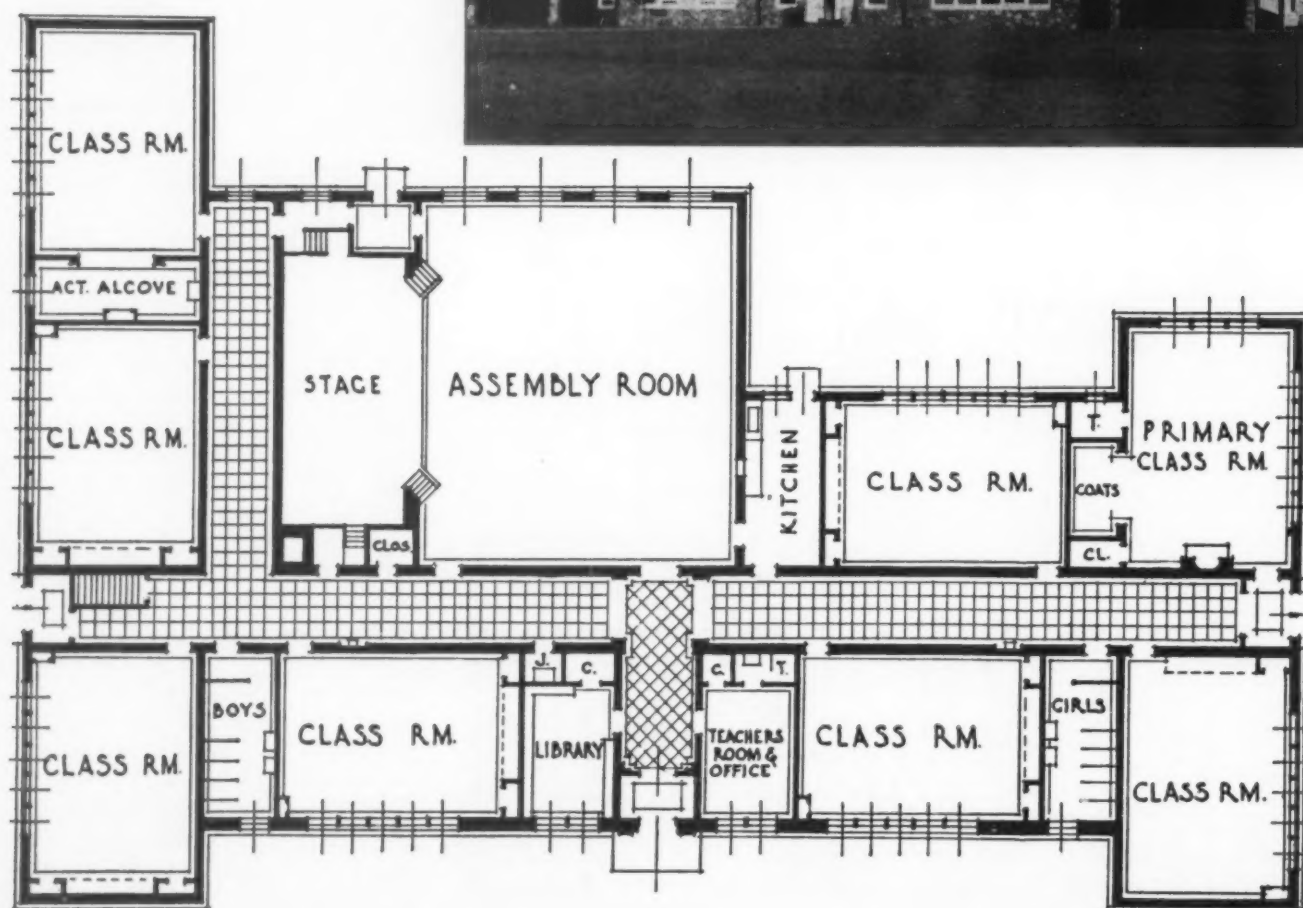 CLASS RM.
ACT. ALCOVE
CLASS RM.
STAGE
ASSEMBLY ROOM
KITCHEN
CLASS RM.
T.
COATS
CL.
PRIMARY
CLASS RM.
CLOS.
CLASS RM.
BOYS
CLASS RM.
J.
C.
LIBRARY
C.
T.
TEACHERS
ROOM &
OFFICE
CLASS RM.
GIRLS
CLASS RM.